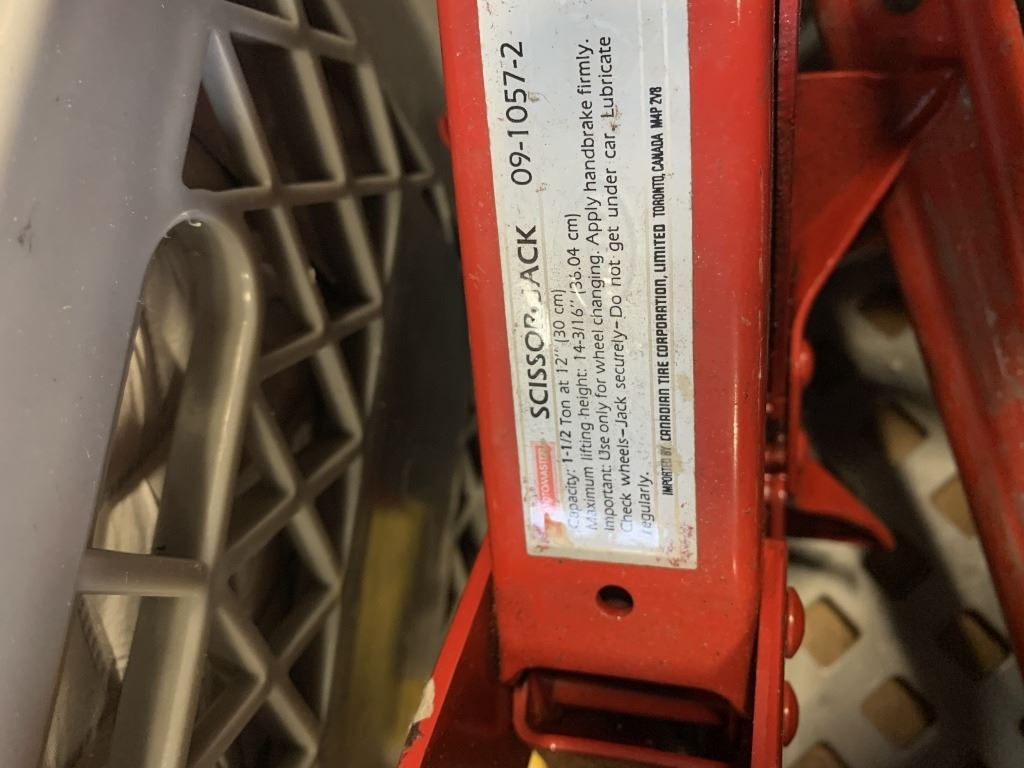 SCISSOR JACK 09-1057-2
Capacity: 1-1/2 Ton at 12" (30 cm)
Maximum lifting height: 14-3/16" (36.04 cm)
Important: Use only for wheel changing. Apply handbrake firmly.
Check wheels-Jack securely-Do not get under car. Lubricate
regularly.
IMPORTED BY CANADIAN TIRE CORPORATION, LIMITED TORONTO, CANADA M4P 2V8